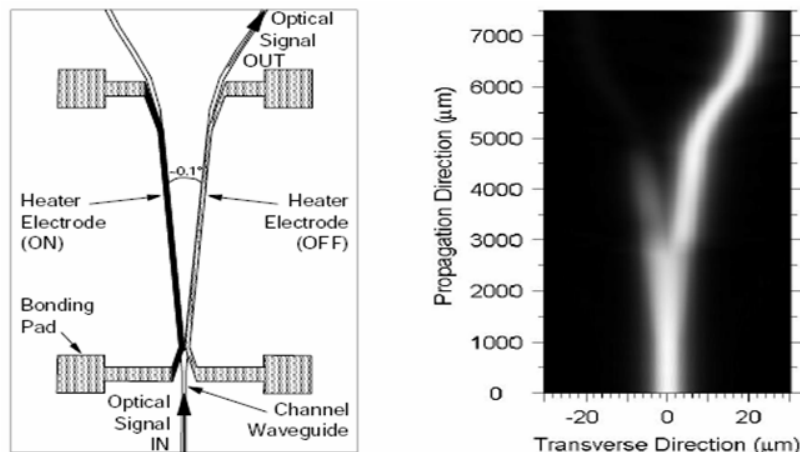 Optical
Signal
OUT
~0.1°
Heater
Electrode
(ON)
Heater
Electrode
(OFF)
Bonding
Pad
Optical
Signal
IN
Channel
Waveguide
Propagation Direction (μm)
7000
6000
5000
4000
3000
2000
1000
0
-20
0
20
Transverse Direction (μm)